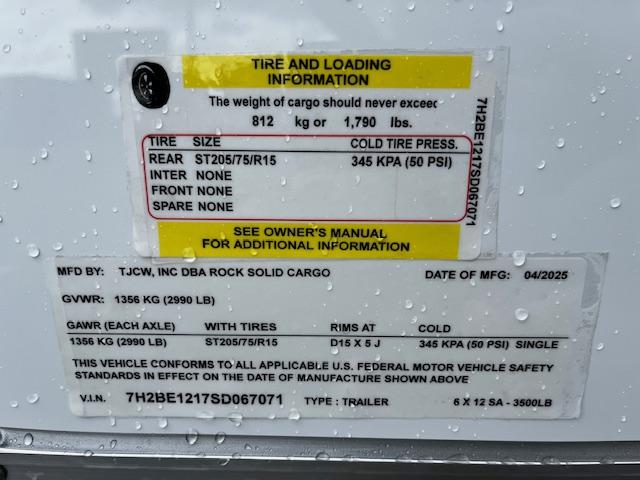 TIRE AND LOADING
INFORMATION
The weight of cargo should never exceed
812 kg or 1,790 lbs.
TIRE SIZE COLD TIRE PRESS.
REAR ST205/75/R15 345 KPA (50 PSI)
INTER NONE
FRONT NONE
SPARE NONE
SEE OWNER'S MANUAL
FOR ADDITIONAL INFORMATION
7H2BE1217SD067071
MFD BY: TJCW, INC DBA ROCK SOLID CARGO DATE OF MFG: 04/2025
GVWR: 1356 KG (2990 LB)
GAWR (EACH AXLE) WITH TIRES RIMS AT COLD
1356 KG (2990 LB) ST205/75/R15 D15 X 5 J 345 KPA (50 PSI) SINGLE
THIS VEHICLE CONFORMS TO ALL APPLICABLE U.S. FEDERAL MOTOR VEHICLE SAFETY
STANDARDS IN EFFECT ON THE DATE OF MANUFACTURE SHOWN ABOVE
V.I.N. 7H2BE1217SD067071 TYPE : TRAILER 6 X 12 SA - 3500LB